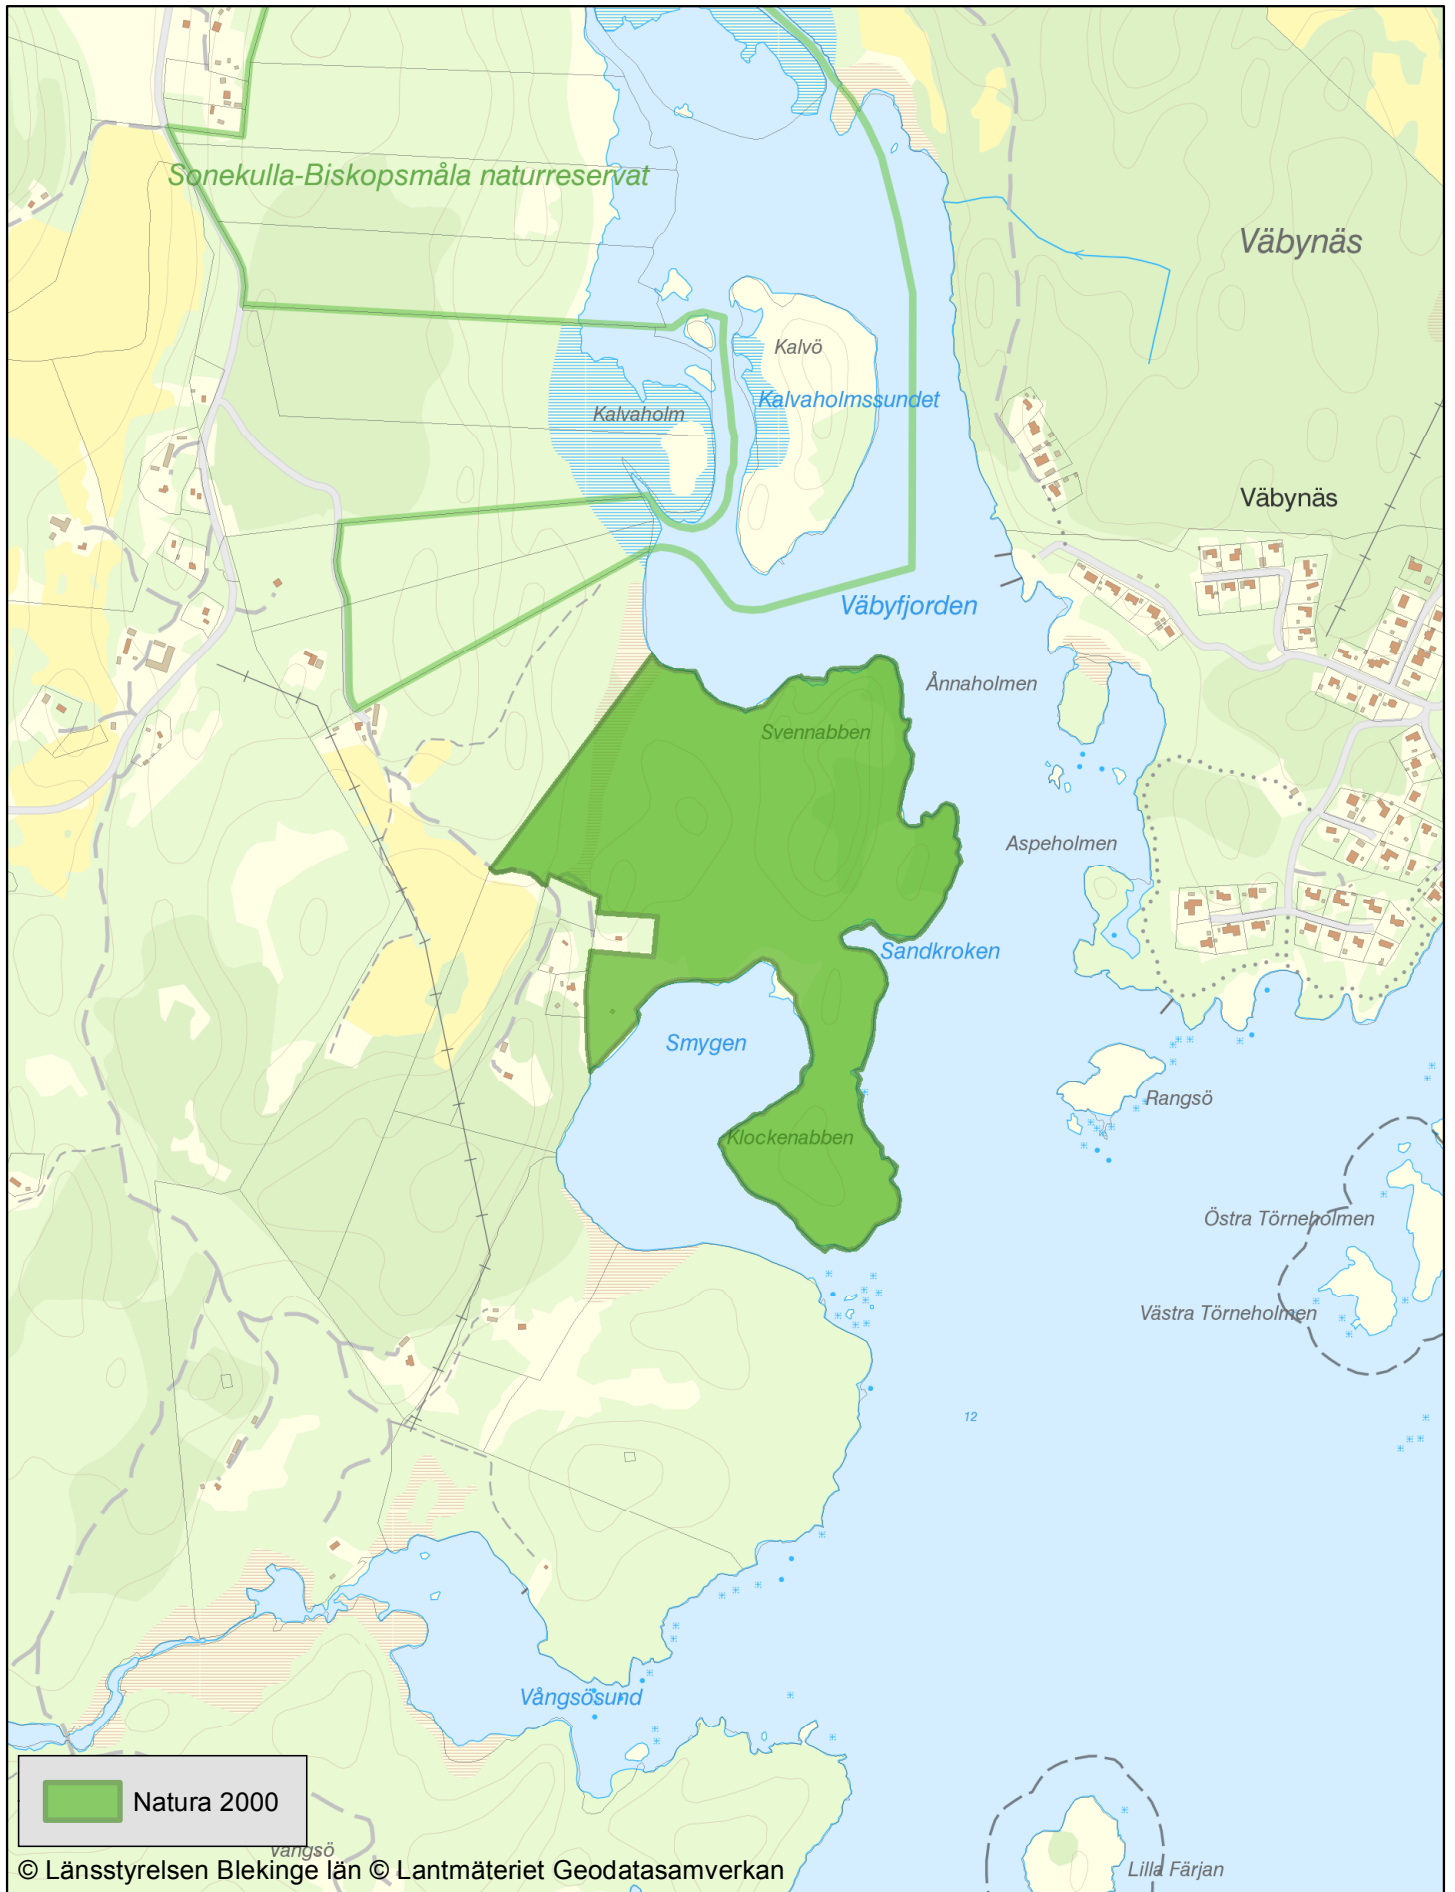 Sonekulla-Biskopsmåla naturreservat
Väbynäs
Kalvö
Kalvaholmssundet
Kalvaholm
Väbynäs
Väbyfjorden
Ånnaholmen
Svennabben
Aspeholmen
Sandkroken
Smygen
Rangsö
Klockenabben
Östra Törneholmen
Västra Törneholmen
12
Vångsösund
Natura 2000
Vångsö
© Länsstyrelsen Blekinge län © Lantmäteriet Geodatasamverkan
Lilla Färjan